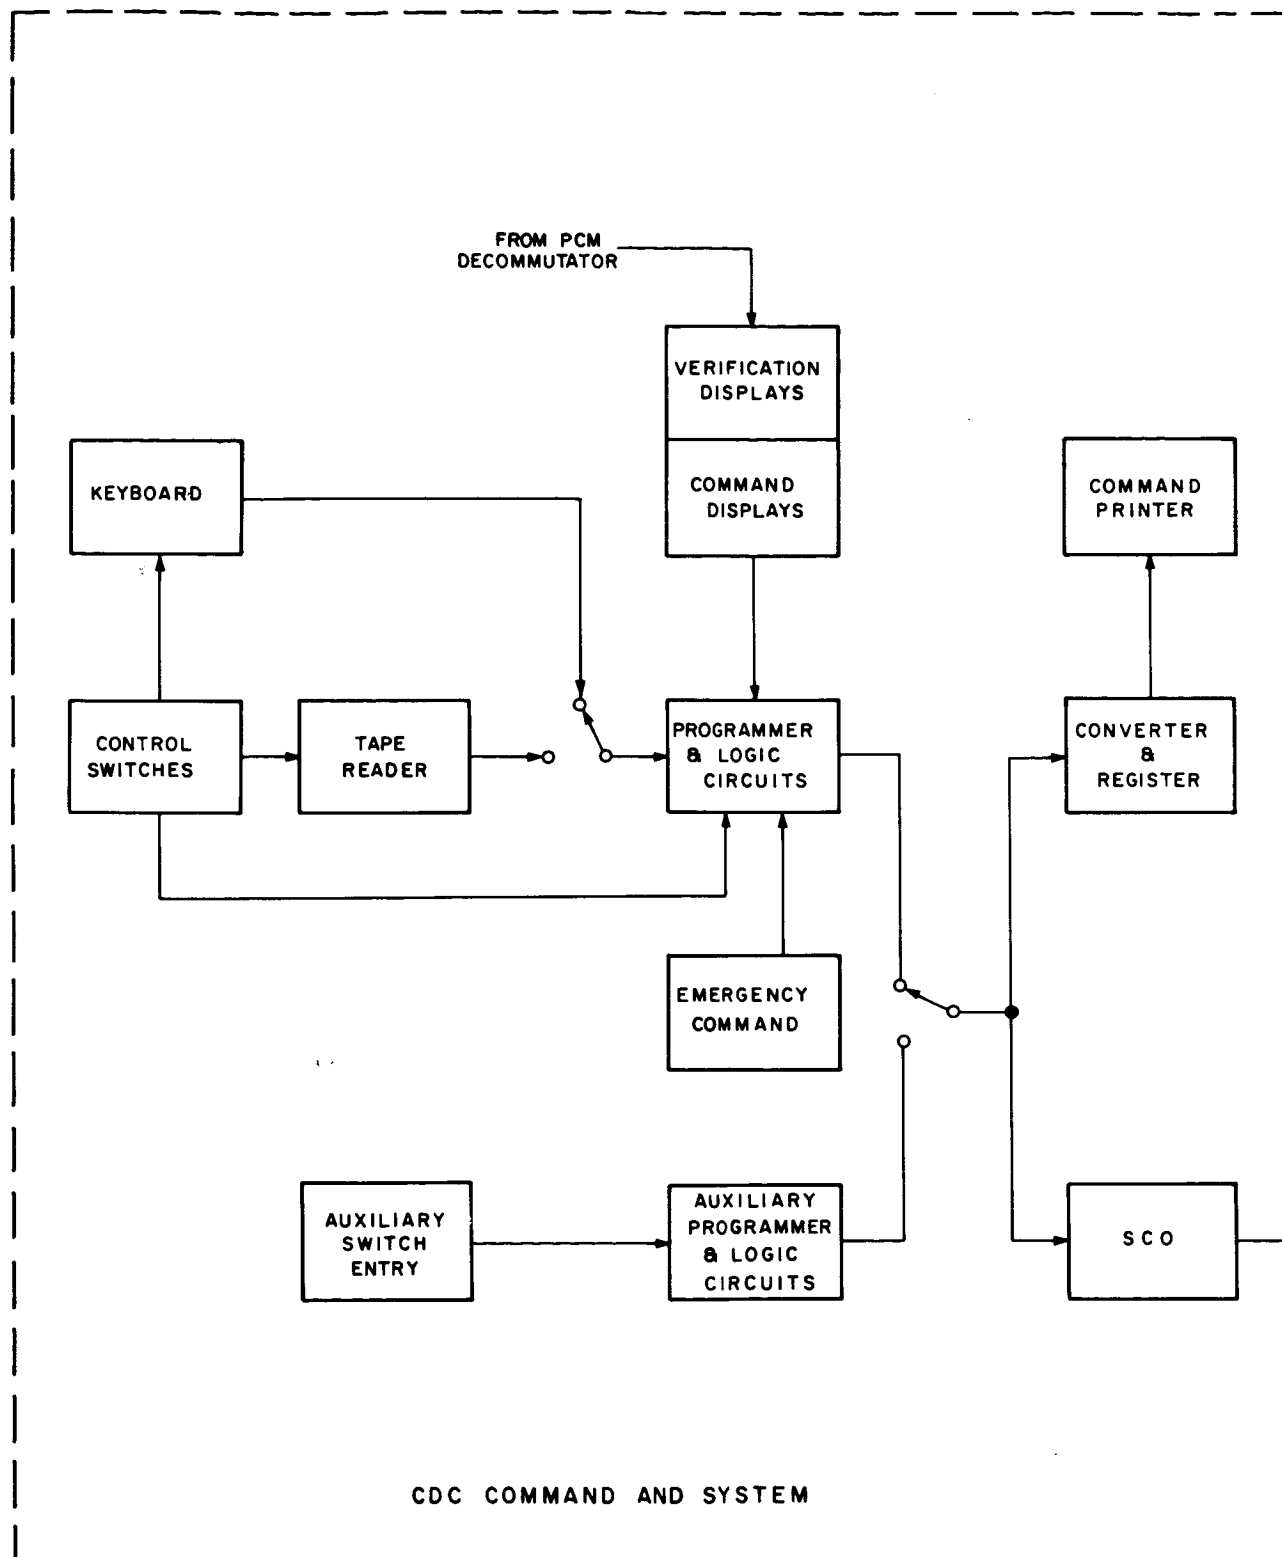 FROM PCM
DECOMMUTATOR
VERIFICATION
DISPLAYS
KEYBOARD
COMMAND
DISPLAYS
COMMAND
PRINTER
CONTROL
SWITCHES
TAPE
READER
PROGRAMMER
& LOGIC
CIRCUITS
CONVERTER
&
REGISTER
EMERGENCY
COMMAND
AUXILIARY
SWITCH
ENTRY
AUXILIARY
PROGRAMMER
& LOGIC
CIRCUITS
SCO
CDC COMMAND AND SYSTEM